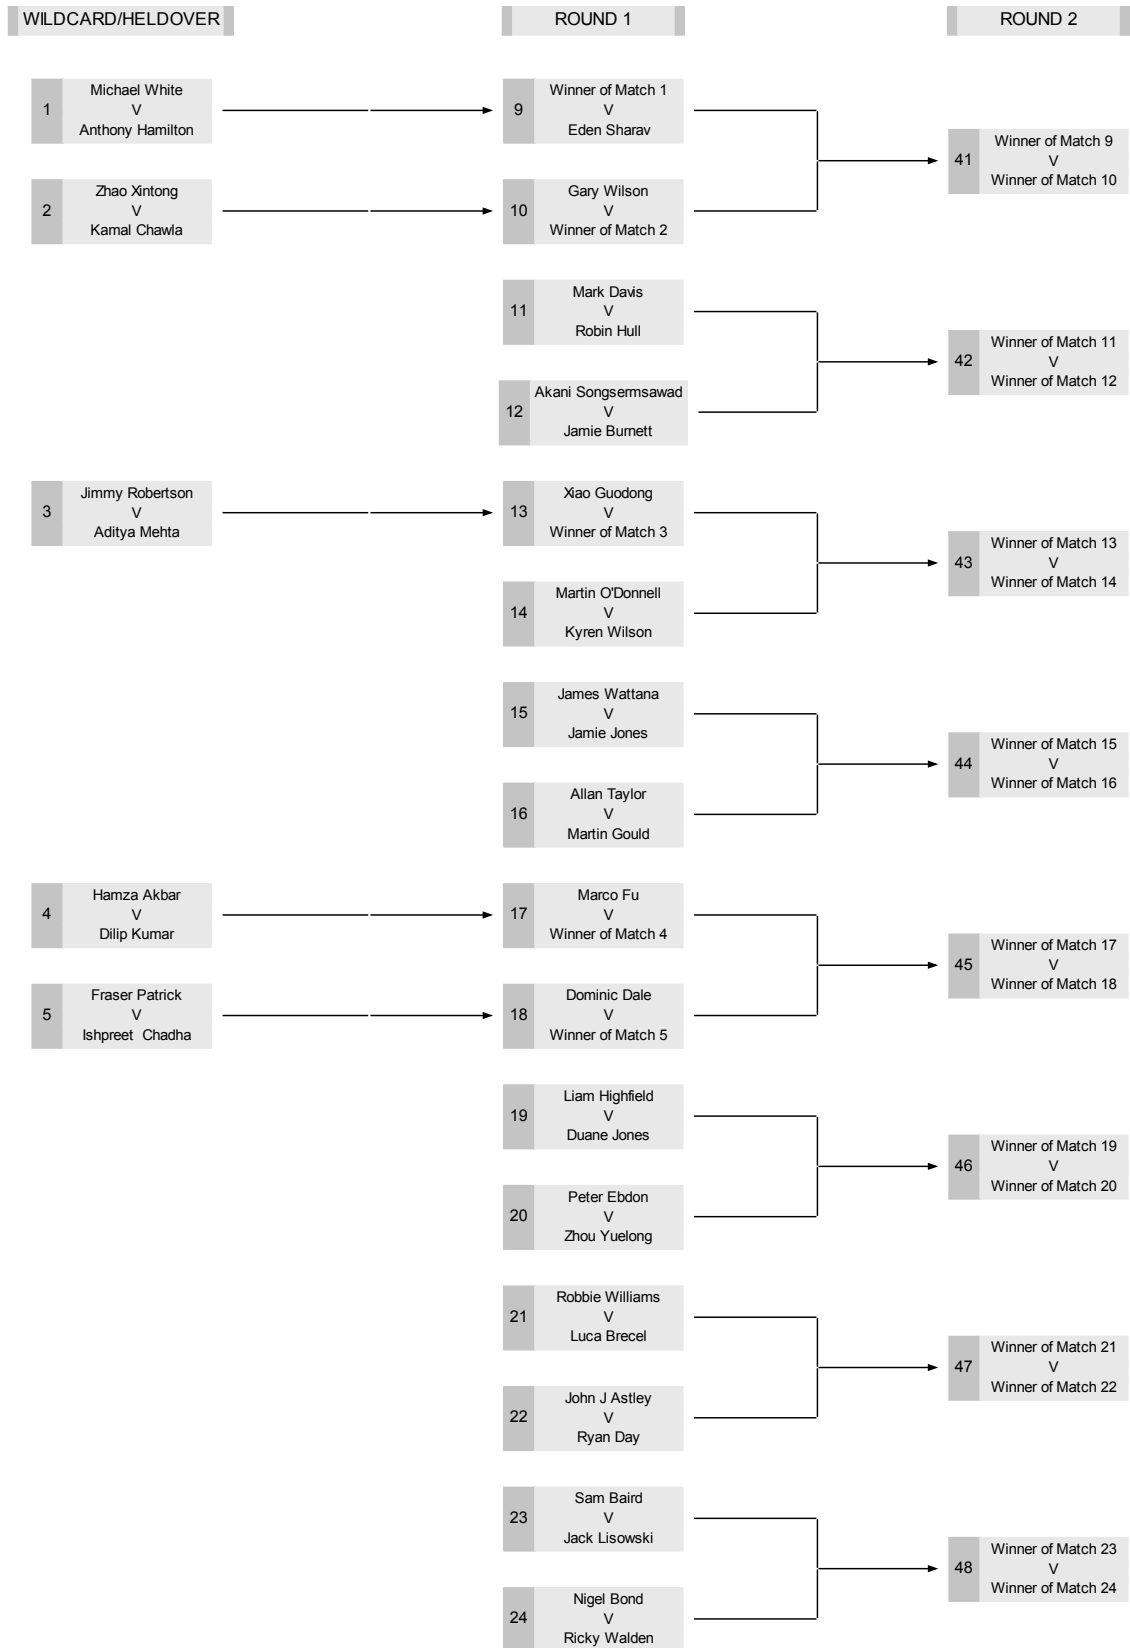 WILDCARD/HELDOVER
ROUND 1
ROUND 2
1
Michael White
V
Anthony Hamilton
9
Winner of Match 1
V
Eden Sharav
41
Winner of Match 9
V
Winner of Match 10
2
Zhao Xintong
V
Kamal Chawla
10
Gary Wilson
V
Winner of Match 2
11
Mark Davis
V
Robin Hull
42
Winner of Match 11
V
Winner of Match 12
12
Akani Songsermsawad
V
Jamie Burnett
3
Jimmy Robertson
V
Aditya Mehta
13
Xiao Guodong
V
Winner of Match 3
43
Winner of Match 13
V
Winner of Match 14
14
Martin O'Donnell
V
Kyren Wilson
15
James Wattana
V
Jamie Jones
44
Winner of Match 15
V
Winner of Match 16
16
Allan Taylor
V
Martin Gould
4
Hamza Akbar
V
Dilip Kumar
17
Marco Fu
V
Winner of Match 4
45
Winner of Match 17
V
Winner of Match 18
5
Fraser Patrick
V
Ishpreet Chadha
18
Dominic Dale
V
Winner of Match 5
19
Liam Highfield
V
Duane Jones
46
Winner of Match 19
V
Winner of Match 20
20
Peter Ebdon
V
Zhou Yuelong
21
Robbie Williams
V
Luca Brecel
47
Winner of Match 21
V
Winner of Match 22
22
John J Astley
V
Ryan Day
23
Sam Baird
V
Jack Lisowski
48
Winner of Match 23
V
Winner of Match 24
24
Nigel Bond
V
Ricky Walden